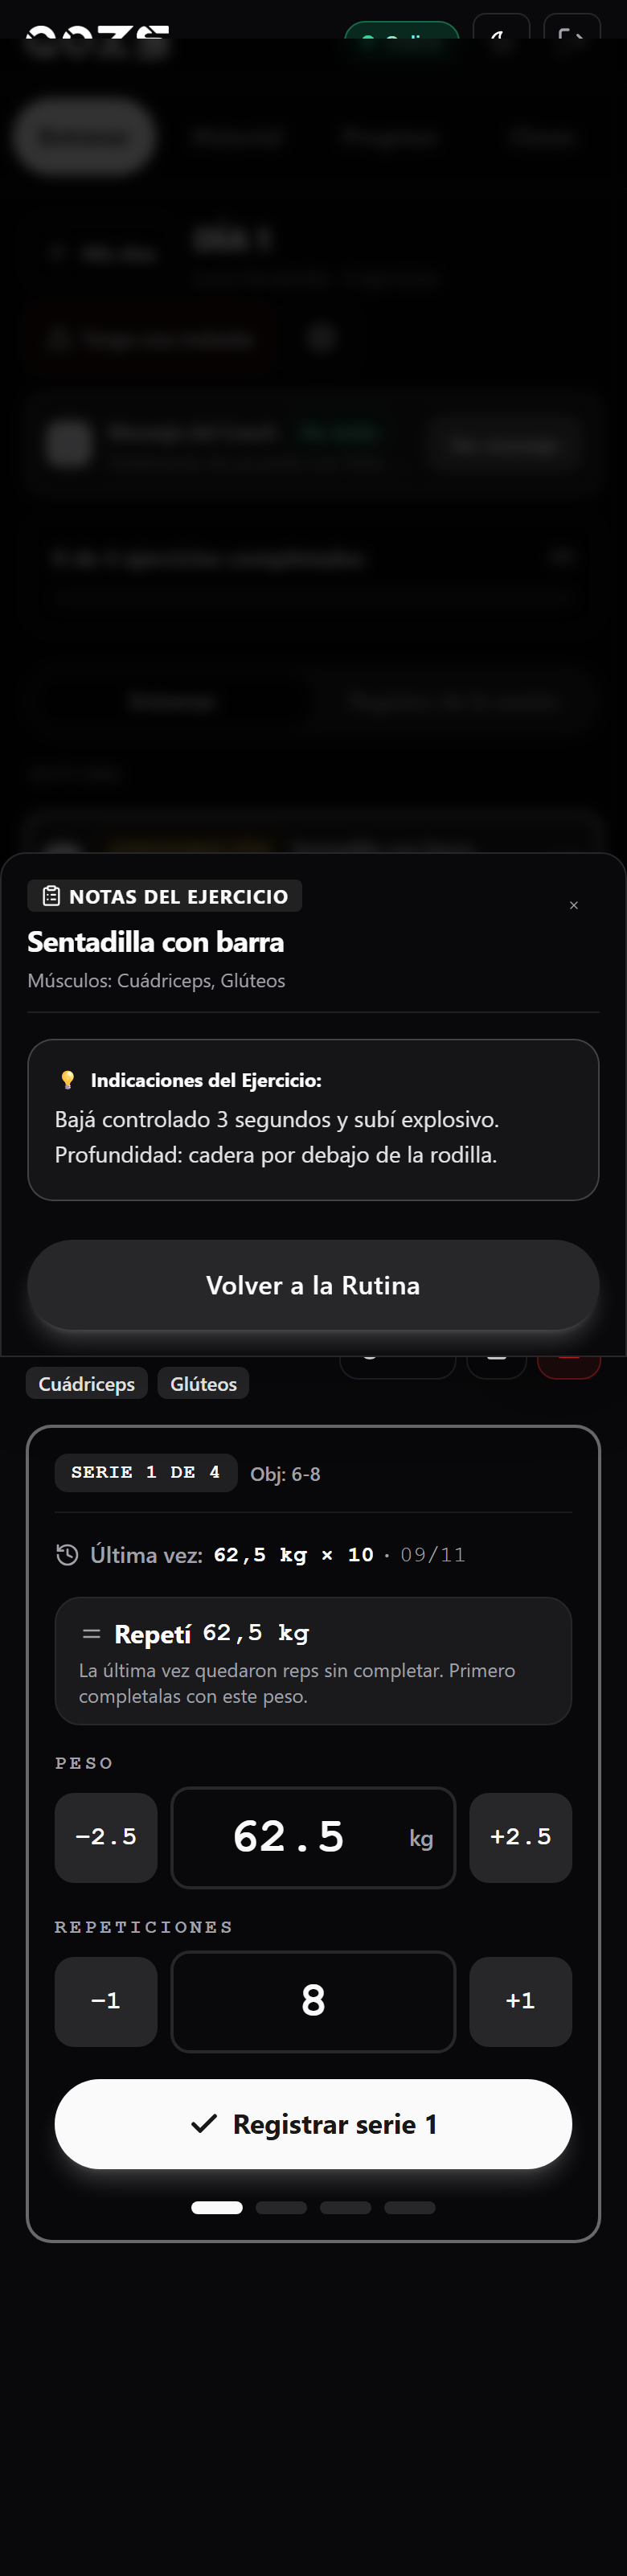 DÍA 1
NOTAS DEL EJERCICIO
×
Sentadilla con barra
Músculos: Cuádriceps, Glúteos
💡 Indicaciones del Ejercicio:
Bajá controlado 3 segundos y subí explosivo.
Profundidad: cadera por debajo de la rodilla.
Volver a la Rutina
Cuádriceps Glúteos
SERIE 1 DE 4 Obj: 6-8
Última vez: 62,5 kg × 10 · 09/11
= Repetí 62,5 kg
La última vez quedaron reps sin completar. Primero
completalas con este peso.
PESO
−2.5 62.5 kg +2.5
REPETICIONES
−1 8 +1
Registrar serie 1